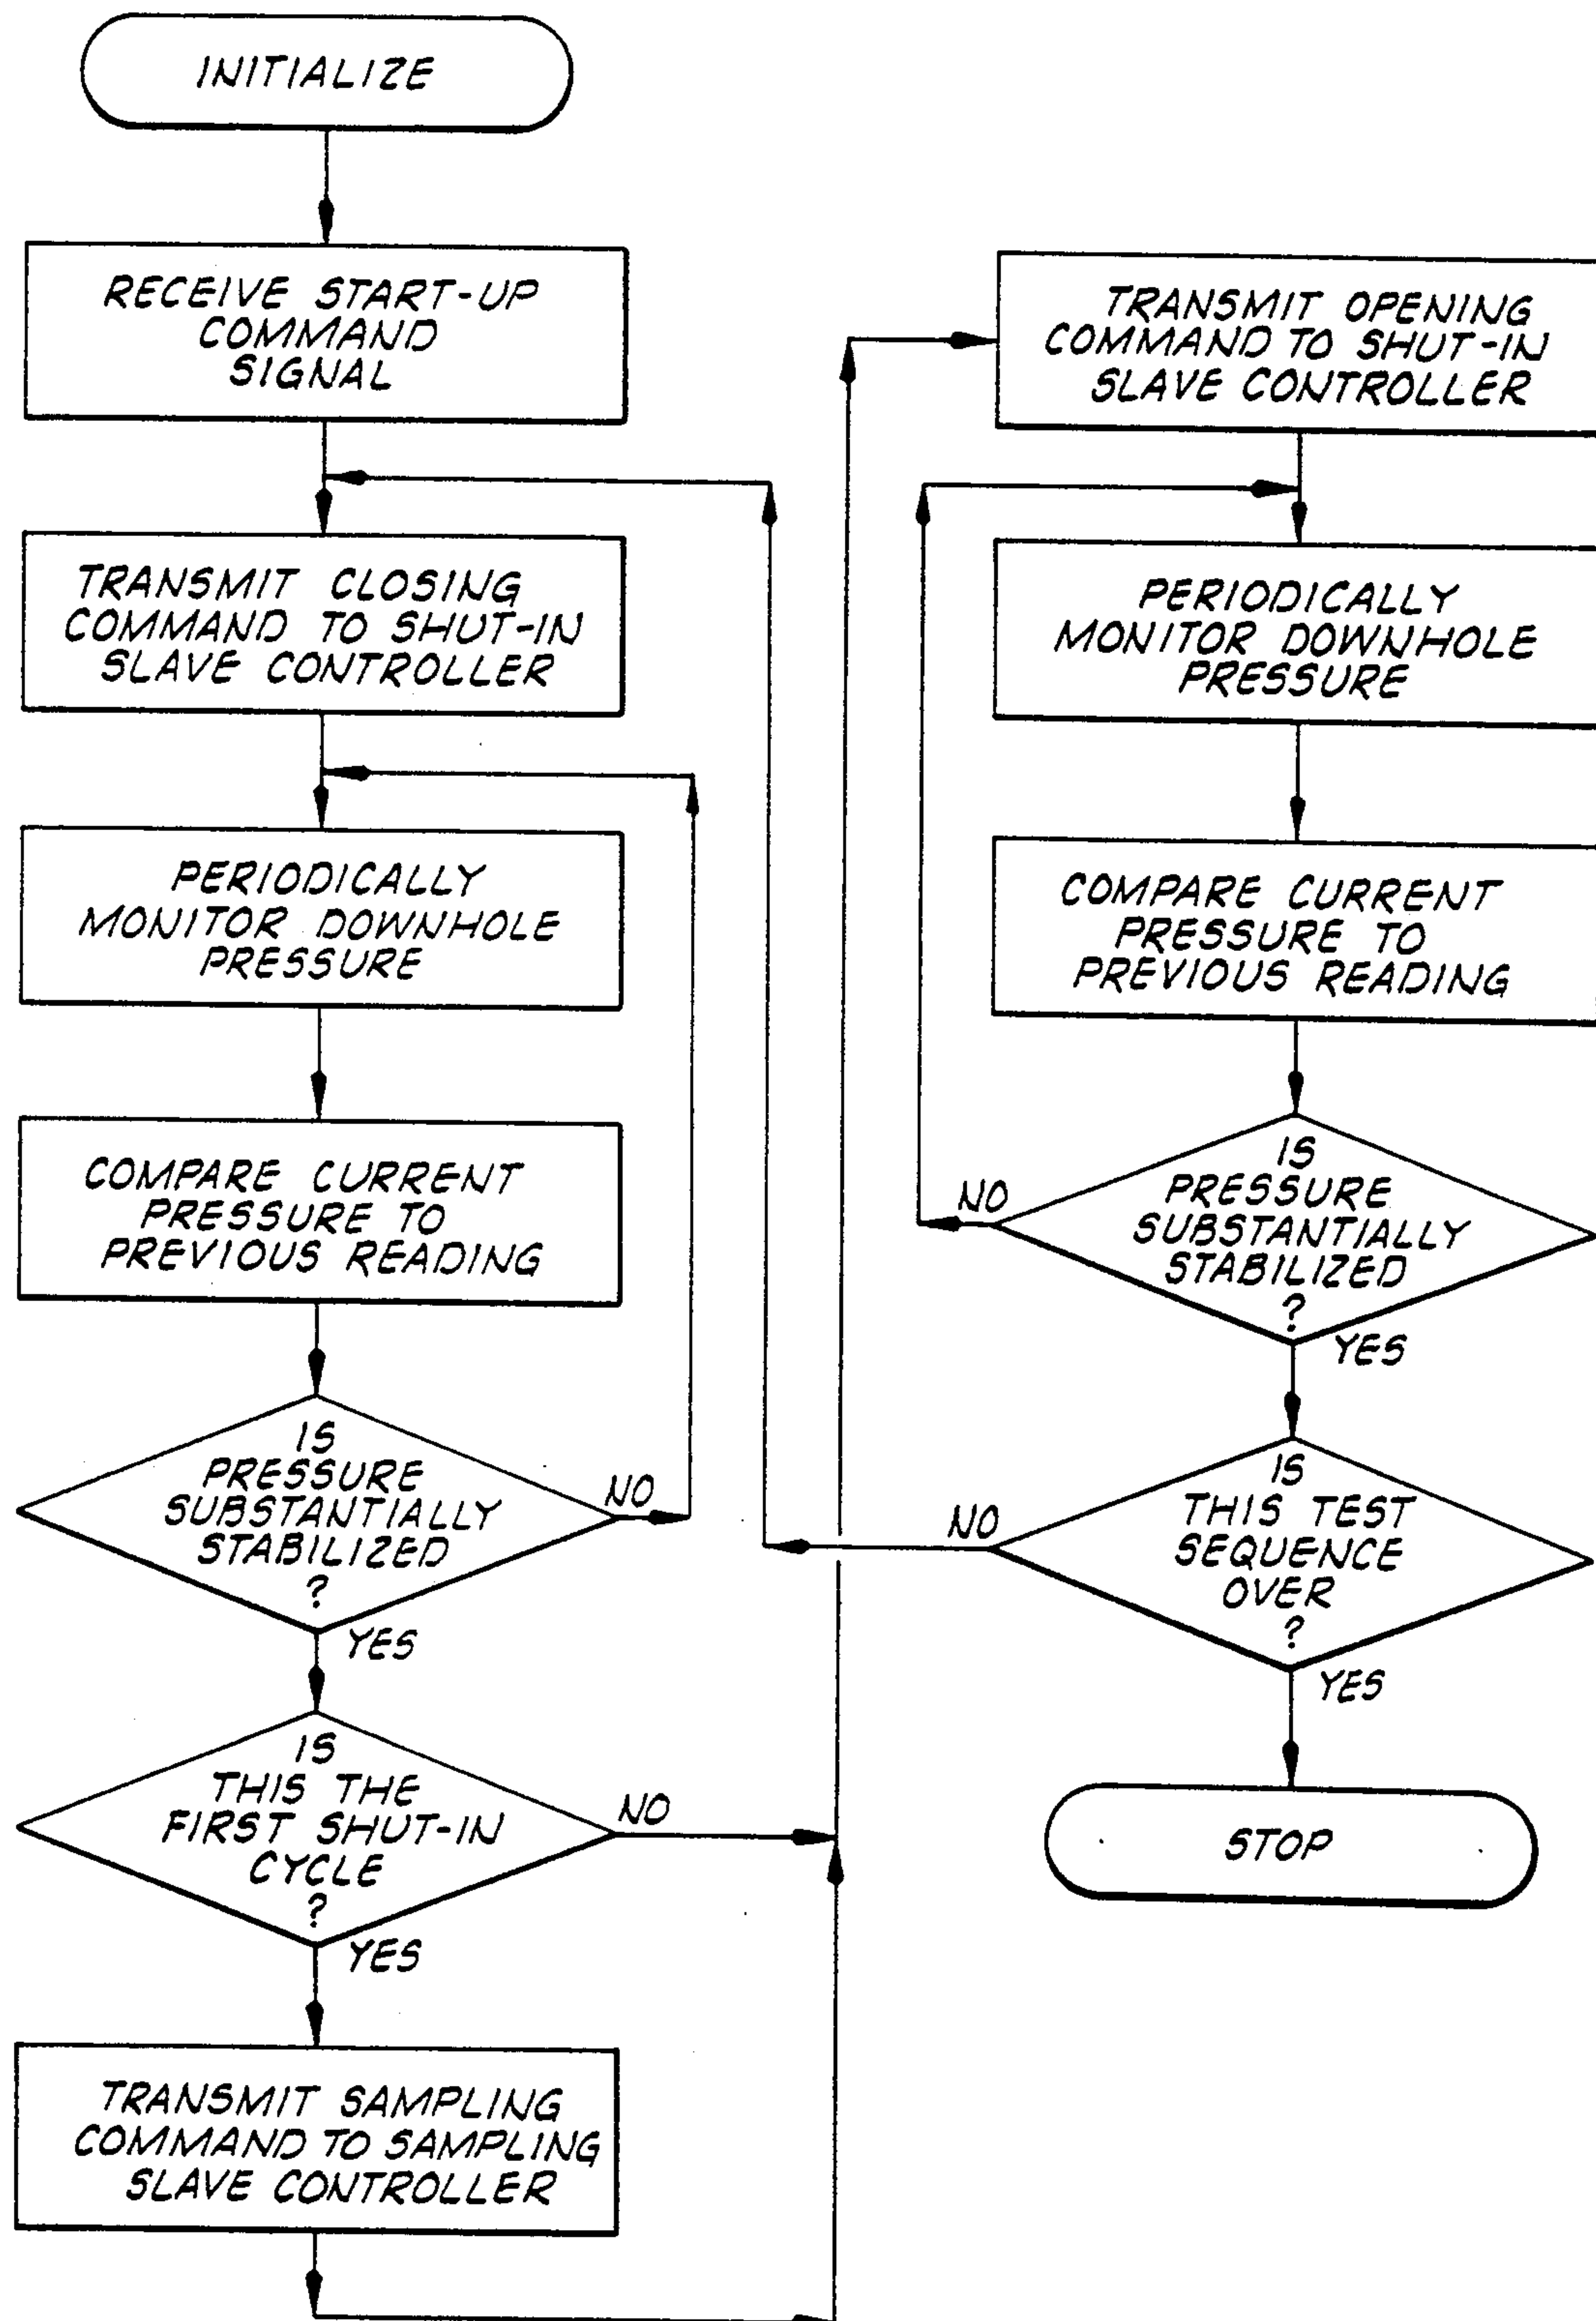 INITIALIZE
RECEIVE START-UP
COMMAND
SIGNAL
TRANSMIT CLOSING
COMMAND TO SHUT-IN
SLAVE CONTROLLER
PERIODICALLY
MONITOR DOWNHOLE
PRESSURE
COMPARE CURRENT
PRESSURE TO
PREVIOUS READING
IS
PRESSURE
SUBSTANTIALLY
STABILIZED
?
NO
YES
IS
THIS THE
FIRST SHUT-IN
CYCLE
?
NO
YES
TRANSMIT SAMPLING
COMMAND TO SAMPLING
SLAVE CONTROLLER
TRANSMIT OPENING
COMMAND TO SHUT-IN
SLAVE CONTROLLER
PERIODICALLY
MONITOR DOWNHOLE
PRESSURE
COMPARE CURRENT
PRESSURE TO
PREVIOUS READING
IS
PRESSURE
SUBSTANTIALLY
STABILIZED
?
NO
YES
IS
THIS TEST
SEQUENCE
OVER
?
NO
YES
STOP